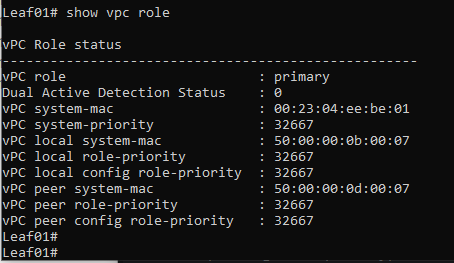 Leaf01# show vpc role
vPC Role status
----------------------------------------------------
vPC role                        : primary
Dual Active Detection Status    : 0
vPC system-mac                  : 00:23:04:ee:be:01
vPC system-priority             : 32667
vPC local system-mac            : 50:00:00:0b:00:07
vPC local role-priority         : 32667
vPC local config role-priority  : 32667
vPC peer system-mac             : 50:00:00:0d:00:07
vPC peer role-priority          : 32667
vPC peer config role-priority   : 32667
Leaf01#
Leaf01#